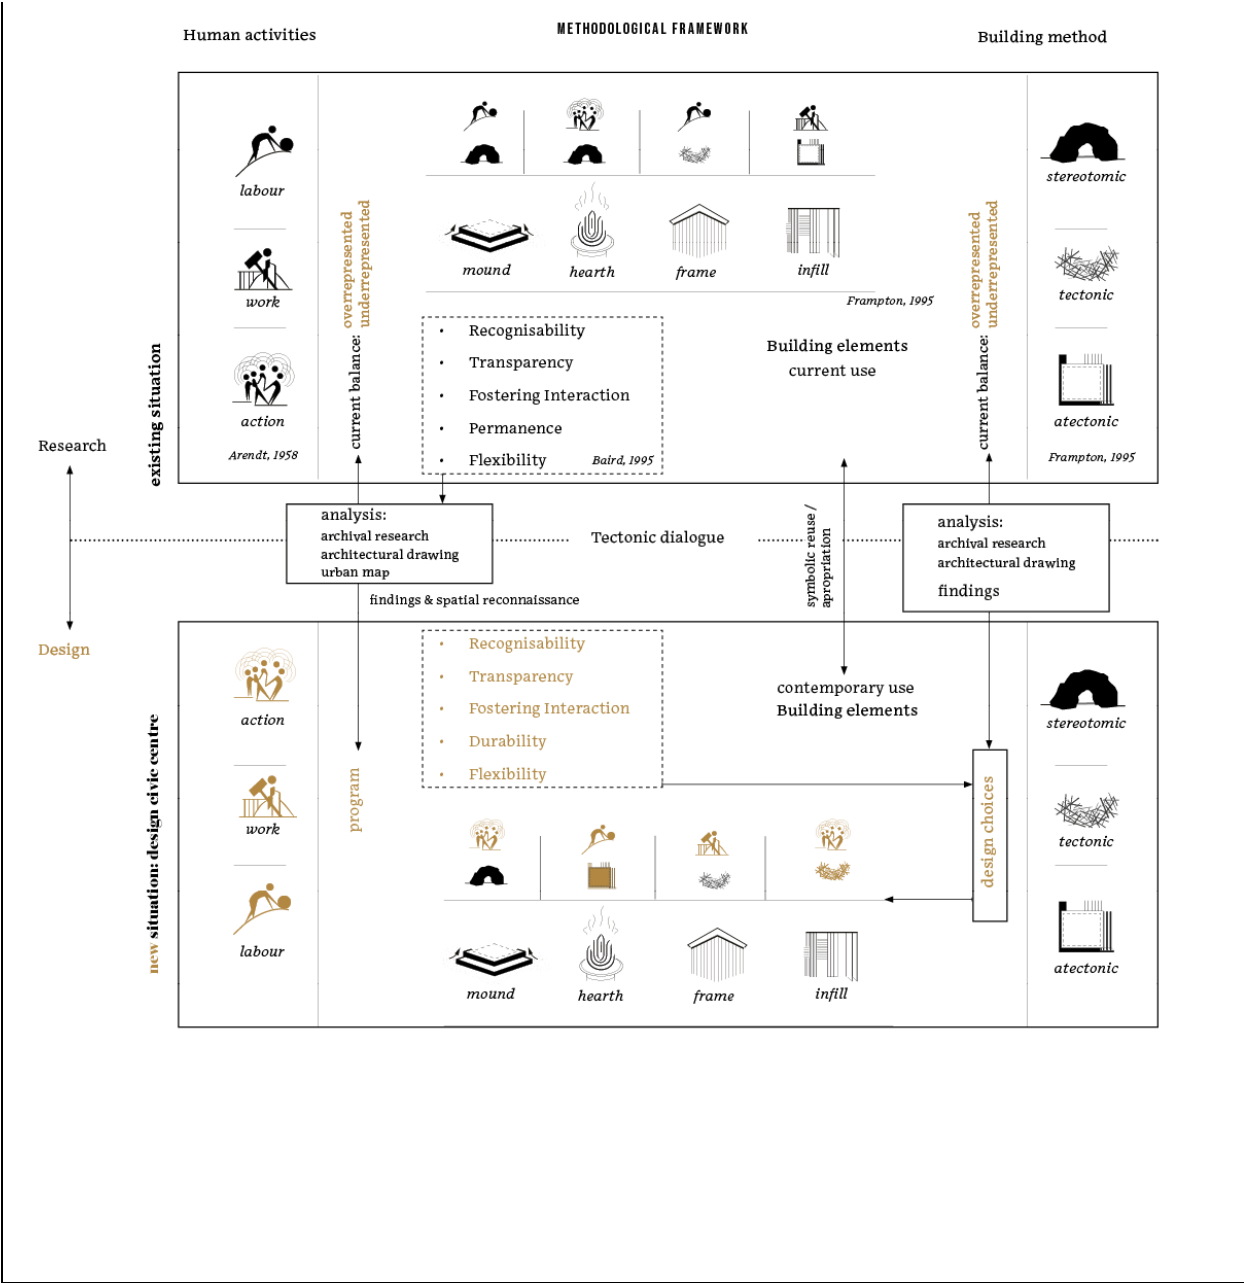 METHODOLOGICAL FRAMEWORK
Human activities
Building method
labour
work
action
Arendt, 1958
current balance: overrepresented
underrepresented
mound
hearth
frame
infill
Frampton, 1995
• Recognisability
• Transparency
• Fostering Interaction
• Permanence
• Flexibility
Baird, 1995
Building elements
current use
current balance: overrepresented
underrepresented
stereotomic
tectonic
atectonic
Frampton, 1995
existing situation
Research
Design
analysis:
archival research
architectural drawing
urban map
findings & spatial reconnaissance
Tectonic dialogue
symbolic reuse /
apropriation
analysis:
archival research
architectural drawing
findings
new situation: design civic centre
action
work
labour
program
• Recognisability
• Transparency
• Fostering Interaction
• Durability
• Flexibility
contemporary use
Building elements
design choices
mound
hearth
frame
infill
stereotomic
tectonic
atectonic